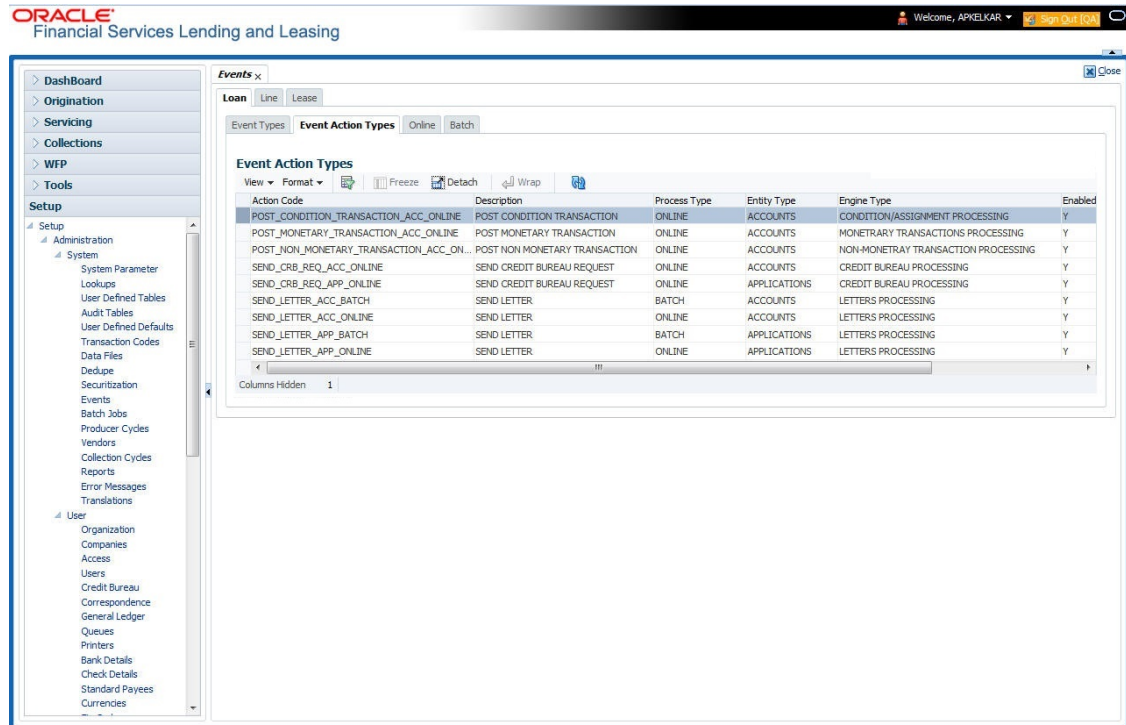 ORACLE
Financial Services Lending and Leasing
Welcome, APKELKAR
Sign Out [QA]
DashBoard
Origination
Servicing
Collections
WFP
Tools
Setup
Setup
Administration
System
System Parameter
Lookups
User Defined Tables
Audit Tables
User Defined Defaults
Transaction Codes
Data Files
Dedupe
Securitization
Events
Batch Jobs
Producer Cycles
Vendors
Collection Cycles
Reports
Error Messages
Translations
User
Organization
Companies
Access
Users
Credit Bureau
Correspondence
General Ledger
Queues
Printers
Bank Details
Check Details
Standard Payees
Currencies
Events x
Close
Loan Line Lease
Event Types Event Action Types Online Batch
Event Action Types
View Format Freeze Detach Wrap
Action Code Description Process Type Entity Type Engine Type Enabled
POST_CONDITION_TRANSACTION_ACC_ONLINE POST CONDITION TRANSACTION ONLINE ACCOUNTS CONDITION/ASSIGNMENT PROCESSING Y
POST_MONETARY_TRANSACTION_ACC_ONLINE POST MONETARY TRANSACTION ONLINE ACCOUNTS MONETRARY TRANSACTIONS PROCESSING Y
POST_NON_MONETARY_TRANSACTION_ACC_ON... POST NON MONETARY TRANSACTION ONLINE ACCOUNTS NON-MONETRAY TRANSACTION PROCESSING Y
SEND_CRB_REQ_ACC_ONLINE SEND CREDIT BUREAU REQUEST ONLINE ACCOUNTS CREDIT BUREAU PROCESSING Y
SEND_CRB_REQ_APP_ONLINE SEND CREDIT BUREAU REQUEST ONLINE APPLICATIONS CREDIT BUREAU PROCESSING Y
SEND_LETTER_ACC_BATCH SEND LETTER BATCH ACCOUNTS LETTERS PROCESSING Y
SEND_LETTER_ACC_ONLINE SEND LETTER ONLINE ACCOUNTS LETTERS PROCESSING Y
SEND_LETTER_APP_BATCH SEND LETTER BATCH APPLICATIONS LETTERS PROCESSING Y
SEND_LETTER_APP_ONLINE SEND LETTER ONLINE APPLICATIONS LETTERS PROCESSING Y
Columns Hidden 1